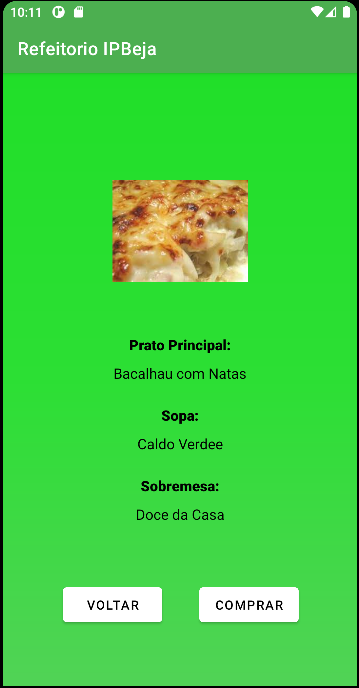 10:11
Refeitorio IPBeja
Prato Principal:
Bacalhau com Natas
Sopa:
Caldo Verdee
Sobremesa:
Doce da Casa
VOLTAR COMPRAR